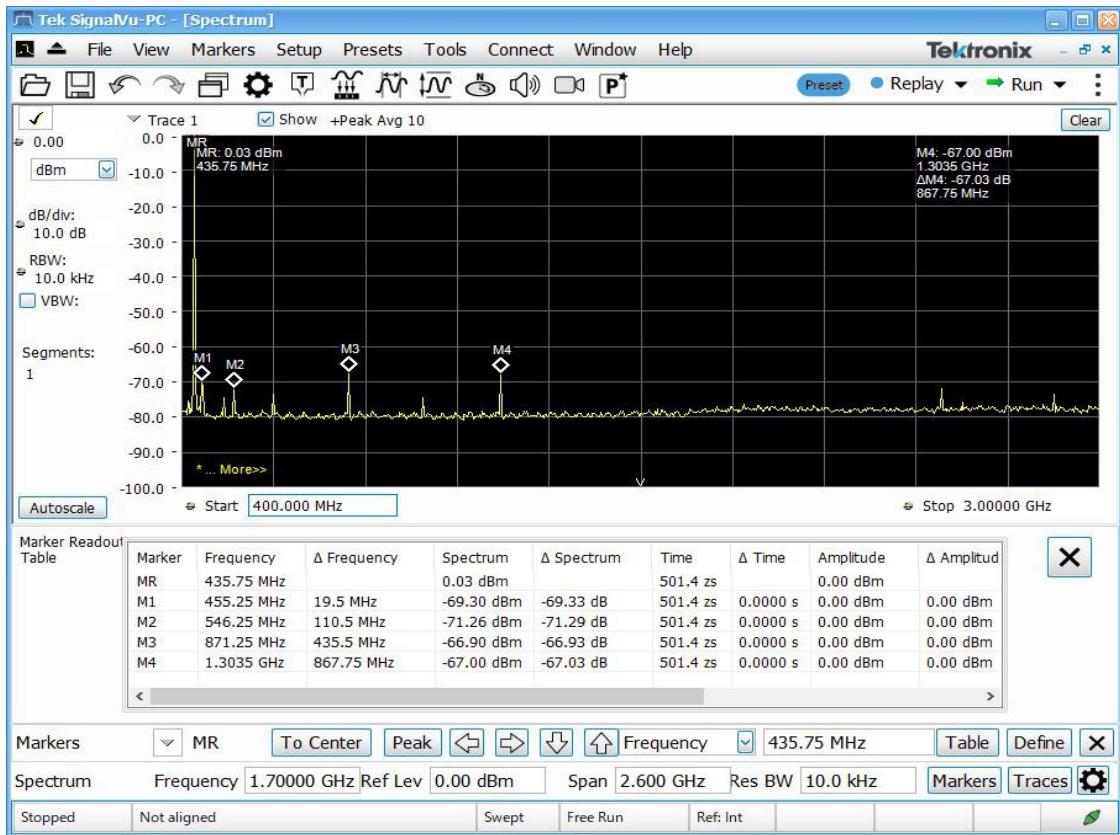 Tek SignalVu-PC - [Spectrum]
File View Markers Setup Presets Tools Connect Window Help
Tektronix
Preset Replay Run
Trace 1 Show +Peak Avg 10 Clear
0.00
dBm
dB/div:
10.0 dB
RBW:
10.0 kHz
VBW:
Segments:
1
Autoscale
0.0
-10.0
-20.0
-30.0
-40.0
-50.0
-60.0
-70.0
-80.0
-90.0
-100.0
MR
MR: 0.03 dBm
435.75 MHz
M4: -67.00 dBm
1.3035 GHz
ΔM4: -67.03 dB
867.75 MHz
M1
M2
M3
M4
* ... More>>
Start 400.000 MHz Stop 3.00000 GHz
Marker Readout
Table
Marker Frequency Δ Frequency Spectrum Δ Spectrum Time Δ Time Amplitude Δ Amplitud
MR 435.75 MHz 0.03 dBm 501.4 zs 0.00 dBm
M1 455.25 MHz 19.5 MHz -69.30 dBm -69.33 dB 501.4 zs 0.0000 s 0.00 dBm 0.00 dBm
M2 546.25 MHz 110.5 MHz -71.26 dBm -71.29 dB 501.4 zs 0.0000 s 0.00 dBm 0.00 dBm
M3 871.25 MHz 435.5 MHz -66.90 dBm -66.93 dB 501.4 zs 0.0000 s 0.00 dBm 0.00 dBm
M4 1.3035 GHz 867.75 MHz -67.00 dBm -67.03 dB 501.4 zs 0.0000 s 0.00 dBm 0.00 dBm
Markers MR To Center Peak Frequency 435.75 MHz Table Define
Spectrum Frequency 1.70000 GHz Ref Lev 0.00 dBm Span 2.600 GHz Res BW 10.0 kHz Markers Traces
Stopped Not aligned Swept Free Run Ref: Int